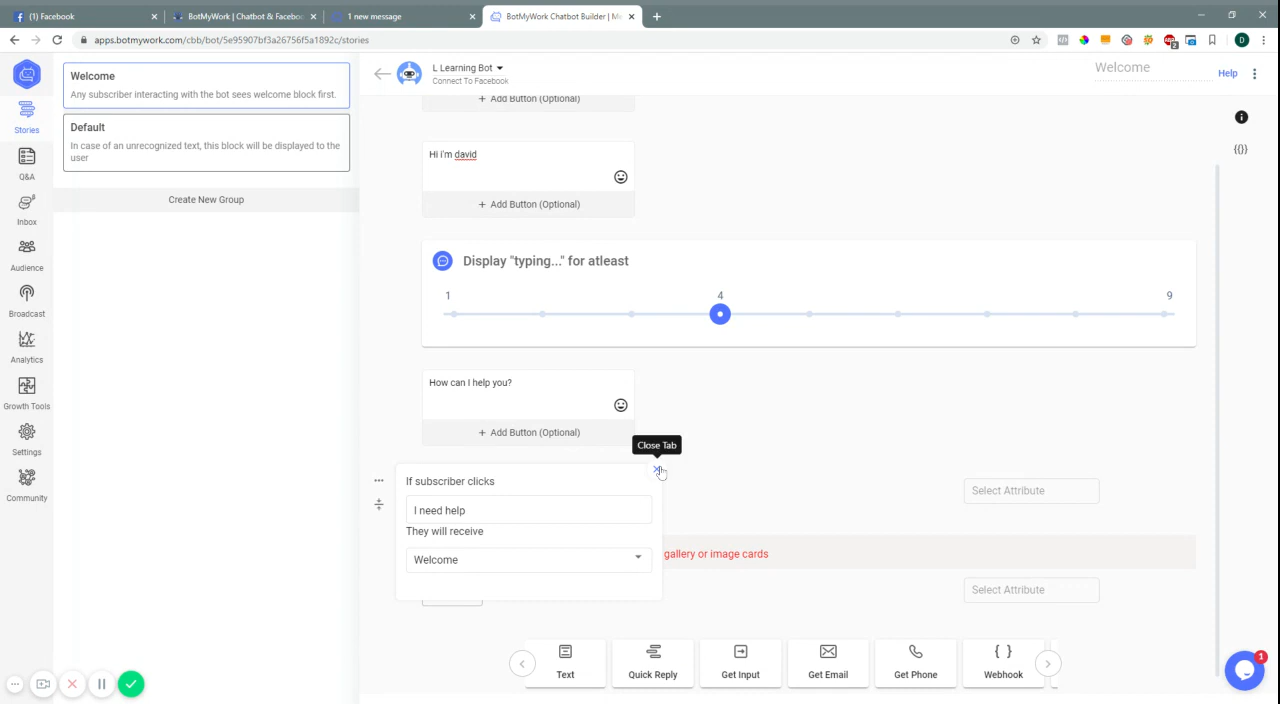 (1) Facebook
BotMyWork | Chatbot & Facebo
1 new message
BotMyWork Chatbot Builder | Me
apps.botmywork.com/cbb/bot/5e95907bf3a26756f5a1892c/stories
2
D
Welcome
Any subscriber interacting with the bot sees welcome block first.
Default
In case of an unrecognized text, this block will be displayed to the
user
Create New Group
Stories
Q&A
Inbox
Audience
Broadcast
Analytics
Growth Tools
Settings
Community
L Learning Bot
Connect To Facebook
Welcome
Help
+ Add Button (Optional)
Hi i'm david
+ Add Button (Optional)
Display "typing..." for atleast
1
4
9
How can I help you?
+ Add Button (Optional)
Close Tab
If subscriber clicks
I need help
They will receive
Welcome
Select Attribute
gallery or image cards
Select Attribute
Text
Quick Reply
Get Input
Get Email
Get Phone
{ }
Webhook
1